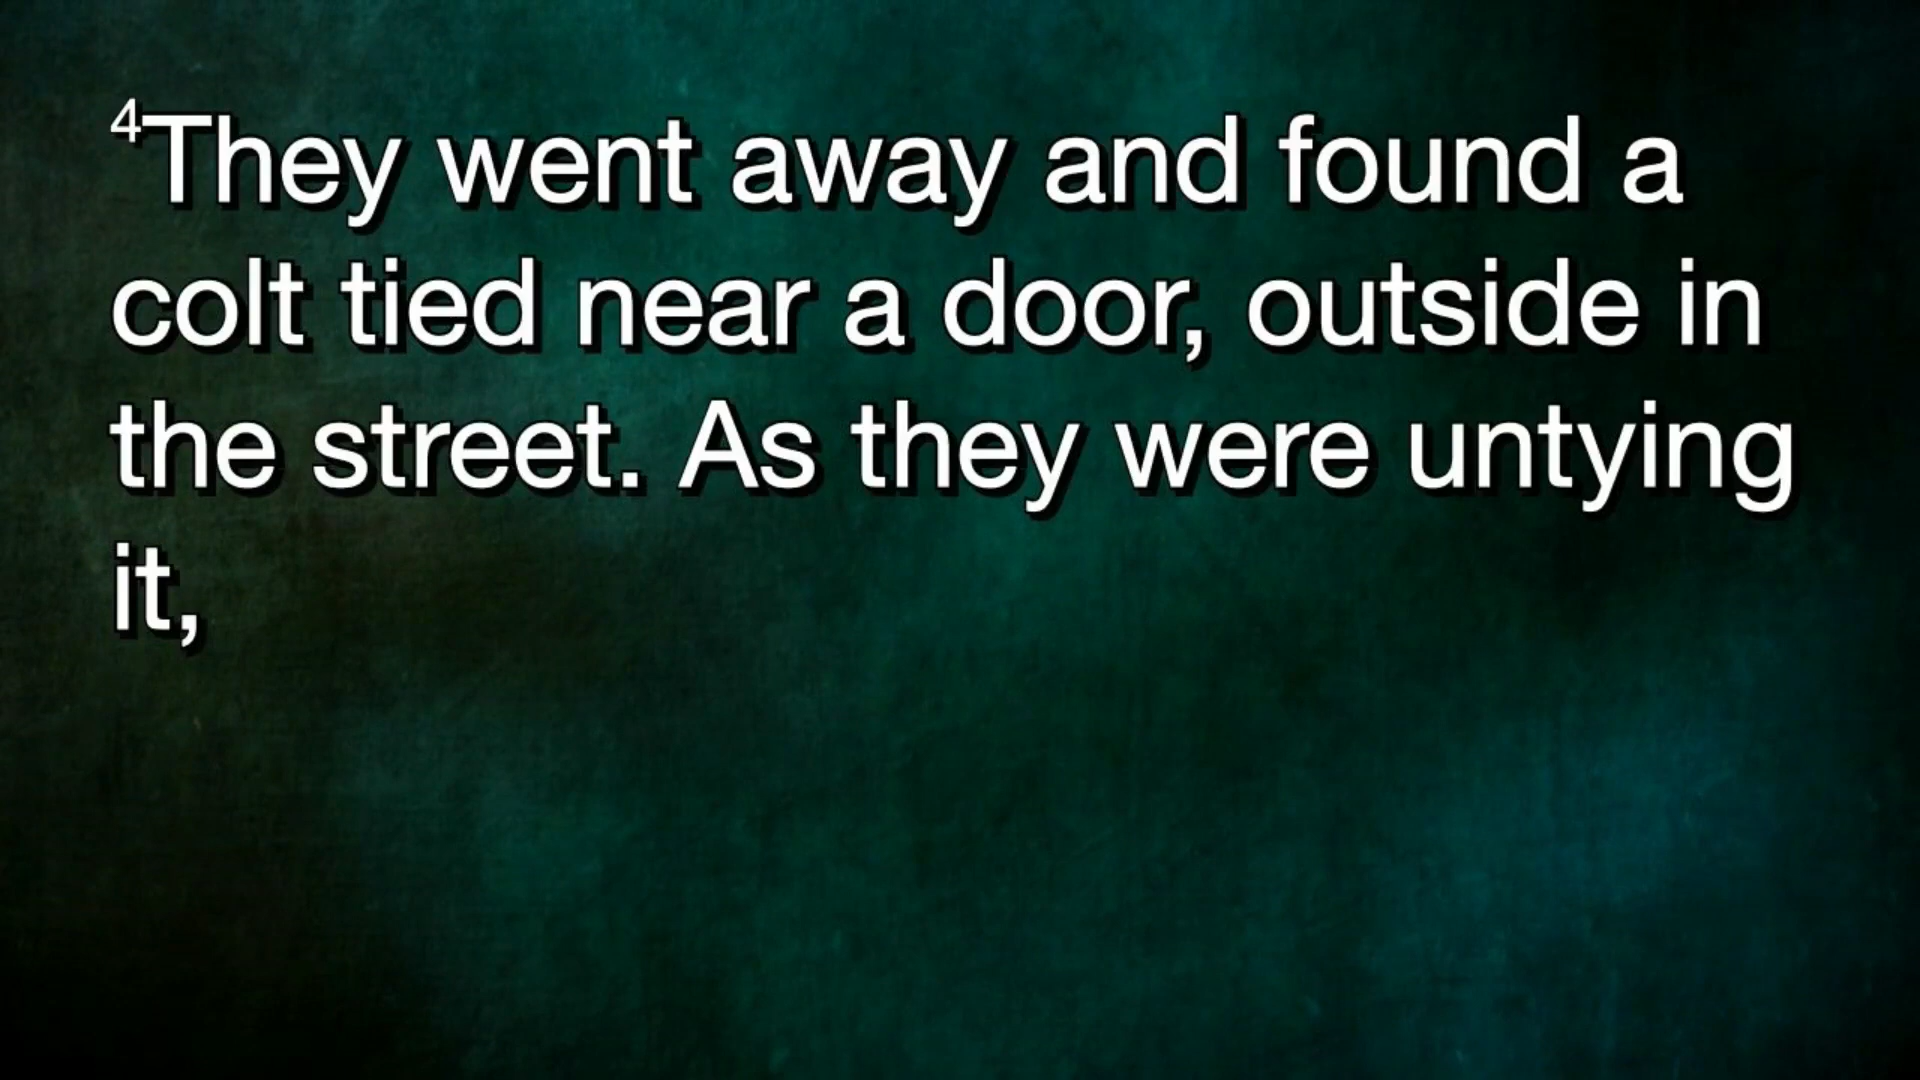 ⁴They went away and found a
colt tied near a door, outside in
the street. As they were untying
it,